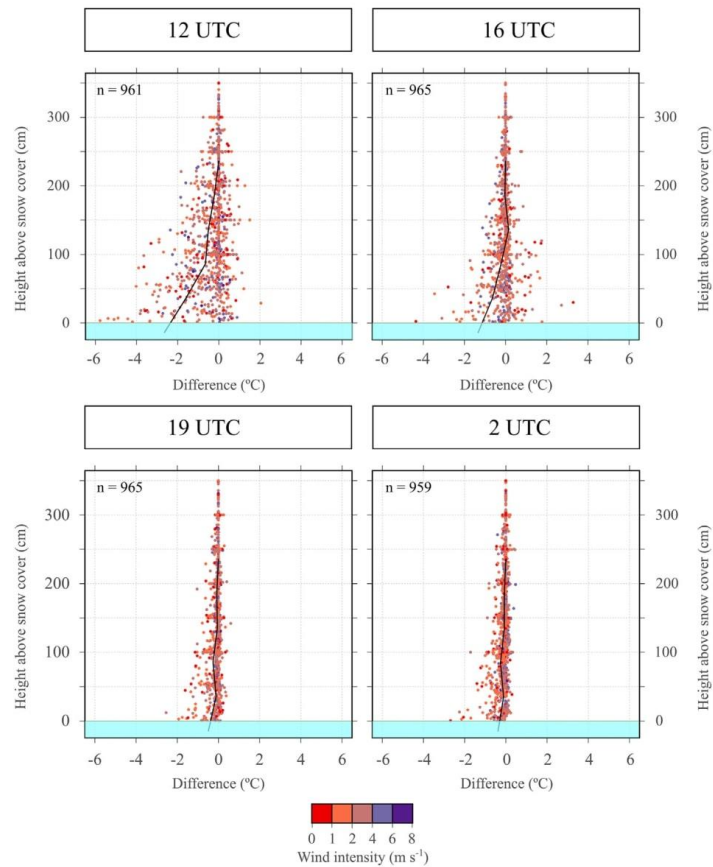 12 UTC
16 UTC
n = 961
n = 965
Height above snow cover (cm)
300
200
100
0
300
200
100
0
Height above snow cover (cm)
-6 -4 -2 0 2 4 6
-6 -4 -2 0 2 4 6
Difference (ºC)
Difference (ºC)
19 UTC
2 UTC
n = 965
n = 959
Height above snow cover (cm)
300
200
100
0
300
200
100
0
Height above snow cover (cm)
-6 -4 -2 0 2 4 6
-6 -4 -2 0 2 4 6
Difference (ºC)
Difference (ºC)
0 1 2 4 6 8
Wind intensity (m s⁻¹)